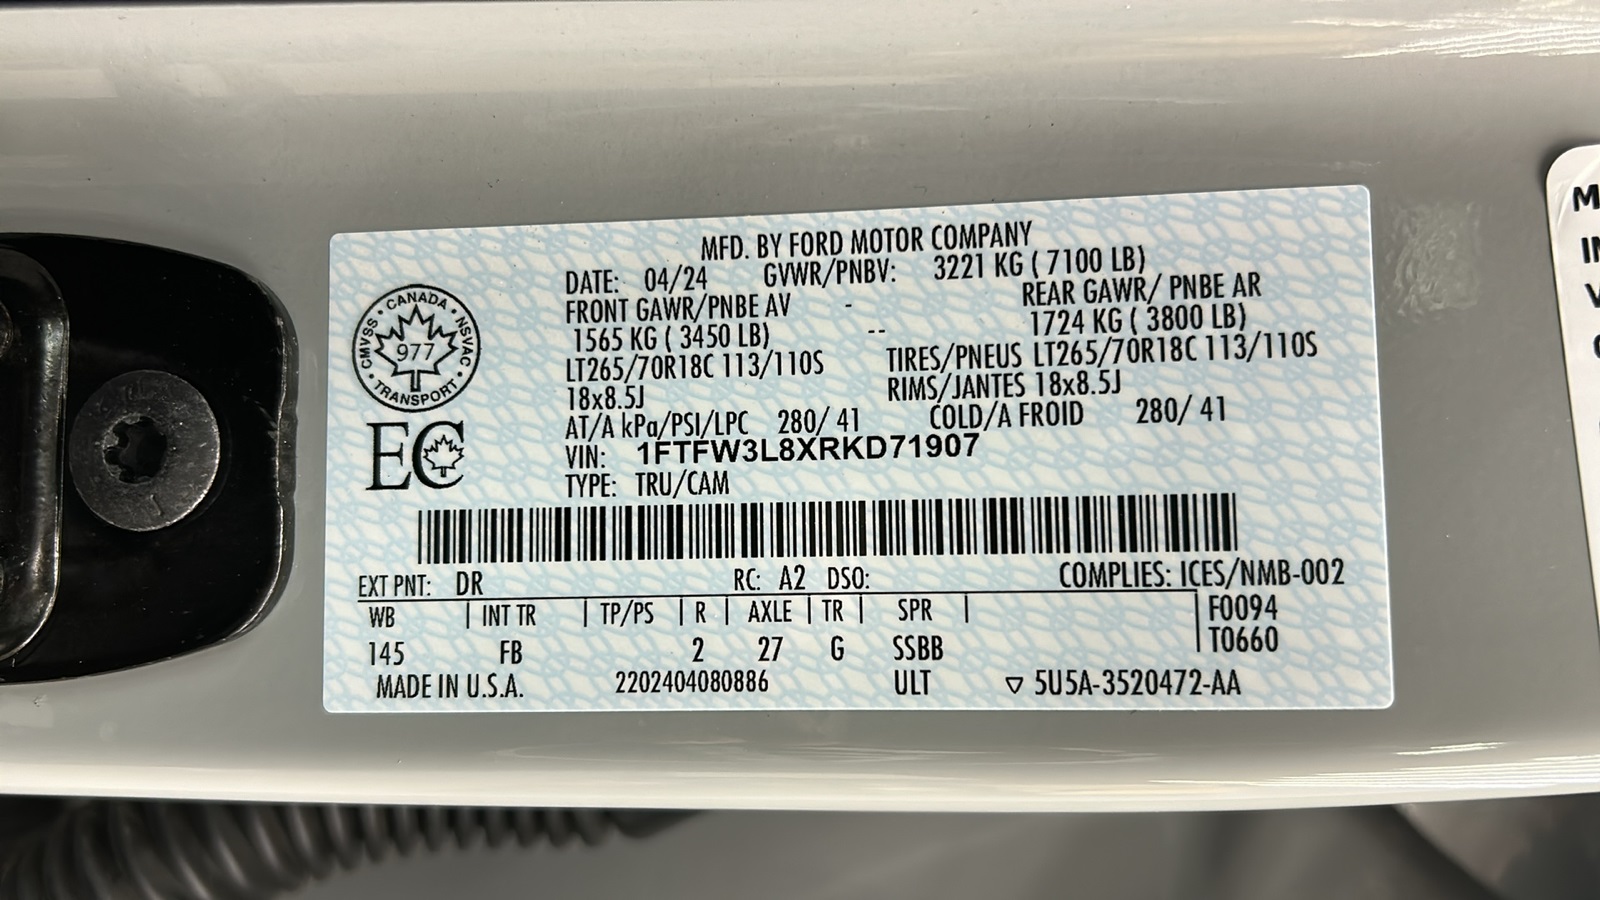 MFD. BY FORD MOTOR COMPANY
DATE: 04/24 GVWR/PNBV: 3221 KG ( 7100 LB)
FRONT GAWR/PNBE AV - REAR GAWR/ PNBE AR
1565 KG ( 3450 LB) -- 1724 KG ( 3800 LB)
LT265/70R18C 113/110S TIRES/PNEUS LT265/70R18C 113/110S
18x8.5J RIMS/JANTES 18x8.5J
AT/A kPa/PSI/LPC 280/ 41 COLD/A FROID 280/ 41
VIN: 1FTFW3L8XRKD71907
TYPE: TRU/CAM
CANADA
CMVSS • NSVAC
977
TRANSPORT
EC
EXT PNT: DR RC: A2 DSO: COMPLIES: ICES/NMB-002
WB | INT TR | TP/PS | R | AXLE | TR | SPR | F0094
T0660
145 FB 2 27 G SSBB
MADE IN U.S.A. 2202404080886 ULT ▽ 5U5A-3520472-AA